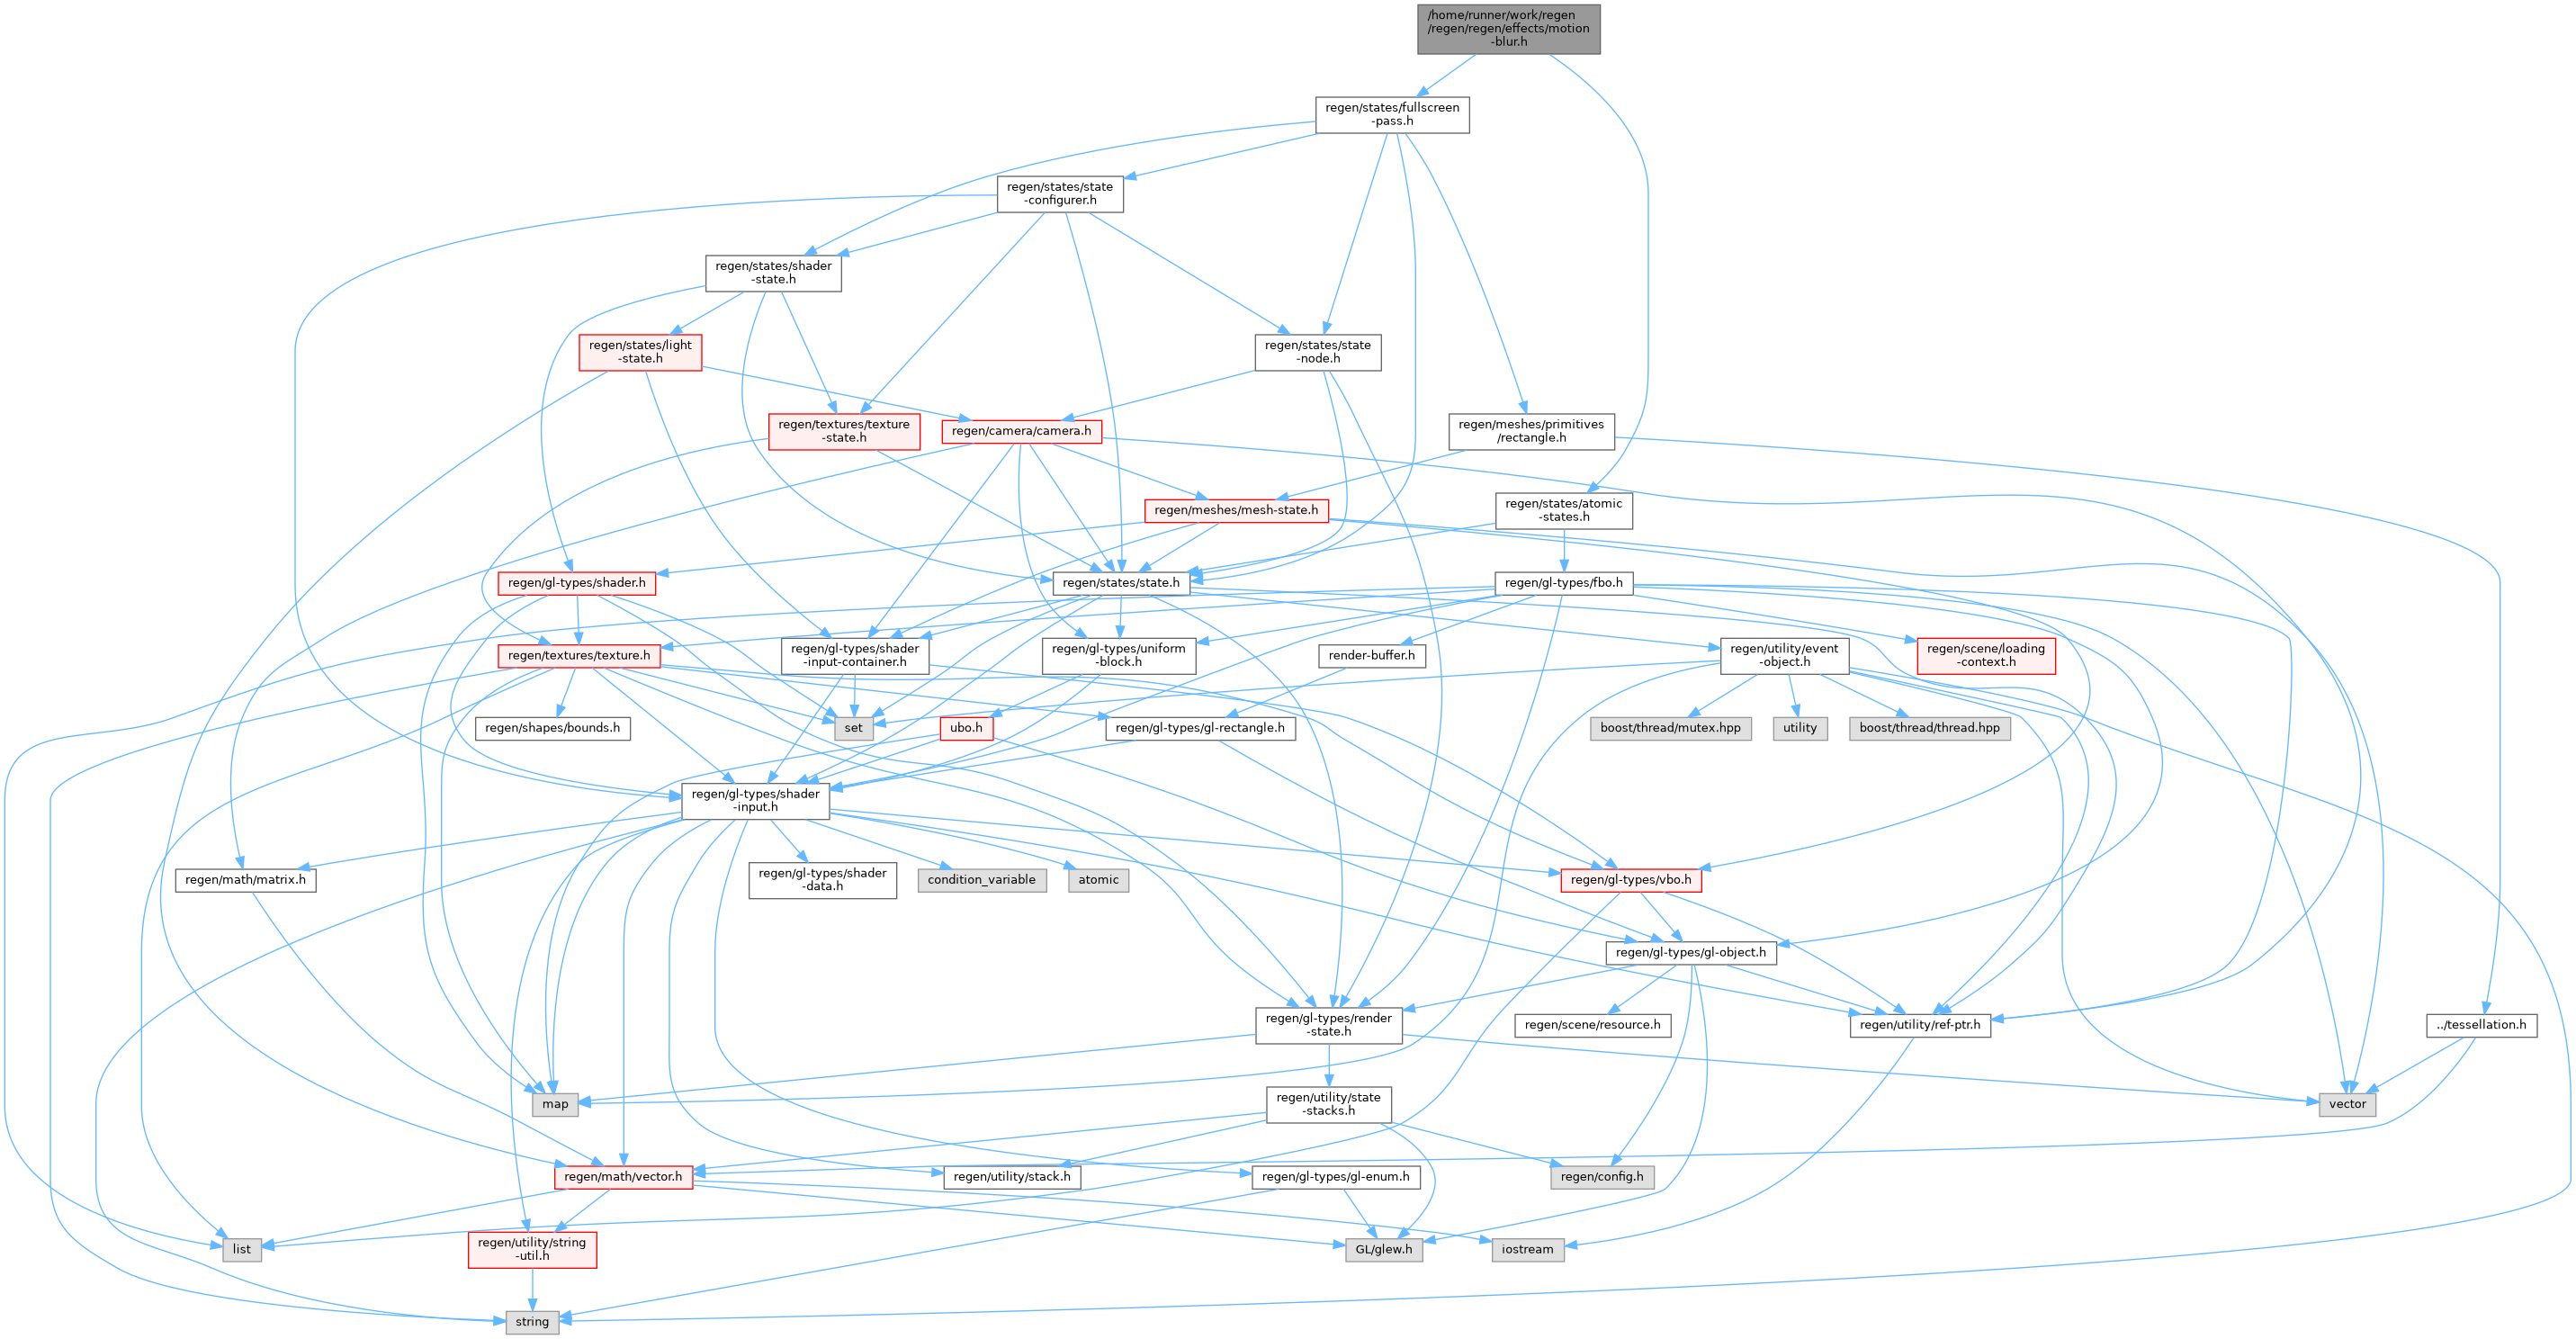 /home/runner/work/regen
/regen/regen/effects/motion
-blur.h
regen/states/fullscreen
-pass.h
regen/states/state
-configurer.h
regen/states/shader
-state.h
regen/states/light
-state.h
regen/states/state
-node.h
regen/textures/texture
-state.h
regen/camera/camera.h
regen/meshes/primitives
/rectangle.h
regen/meshes/mesh-state.h
regen/states/atomic
-states.h
regen/gl-types/shader.h
regen/states/state.h
regen/gl-types/fbo.h
regen/textures/texture.h
regen/gl-types/shader
-input-container.h
regen/gl-types/uniform
-block.h
render-buffer.h
regen/utility/event
-object.h
regen/scene/loading
-context.h
regen/shapes/bounds.h
set
ubo.h
regen/gl-types/gl-rectangle.h
boost/thread/mutex.hpp
utility
boost/thread/thread.hpp
regen/gl-types/shader
-input.h
regen/math/matrix.h
regen/gl-types/shader
-data.h
condition_variable
atomic
regen/gl-types/vbo.h
regen/gl-types/gl-object.h
regen/gl-types/render
-state.h
regen/scene/resource.h
regen/utility/ref-ptr.h
../tessellation.h
map
regen/utility/state
-stacks.h
vector
regen/math/vector.h
regen/utility/stack.h
regen/gl-types/gl-enum.h
regen/config.h
list
regen/utility/string
-util.h
GL/glew.h
iostream
string